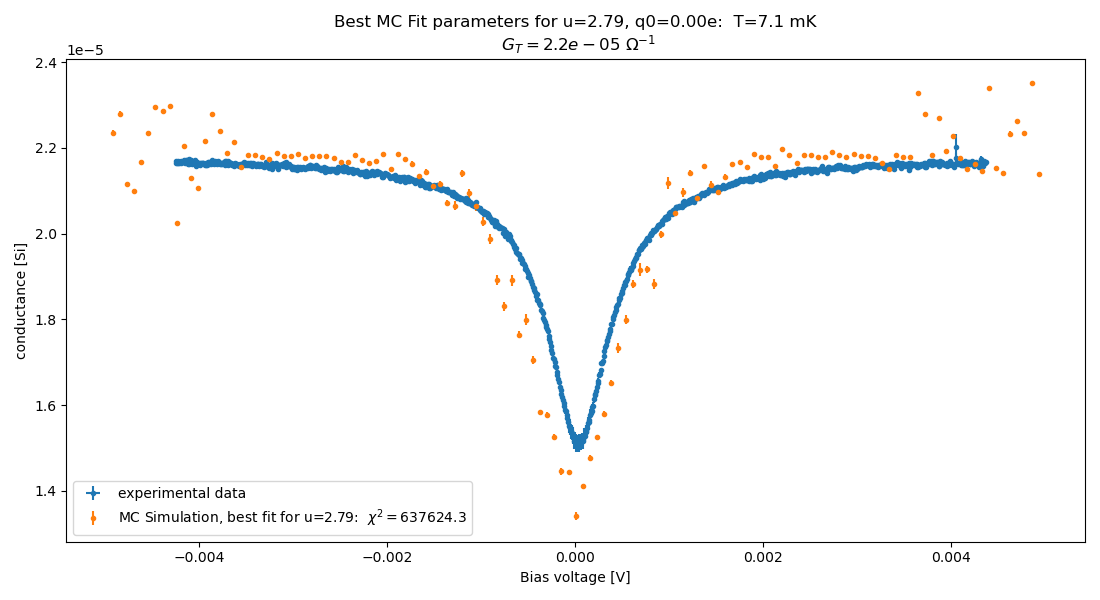 Best MC Fit parameters for u=2.79, q0=0.00e:  T=7.1 mK
G_T = 2.2e − 05 Ω⁻¹
1e−5
2.4
2.2
2.0
1.8
1.6
1.4
conductance [Si]
experimental data
MC Simulation, best fit for u=2.79:  χ² = 637624.3
−0.004
−0.002
0.000
0.002
0.004
Bias voltage [V]